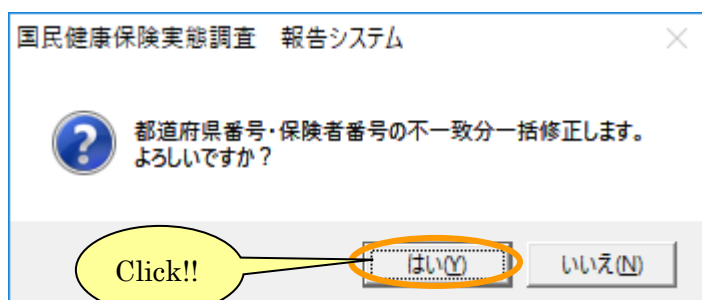 国民健康保険実態調査　報告システム
都道府県番号・保険者番号の不一致分一括修正します。
よろしいですか？
Click!!
はい(Y)
いいえ(N)